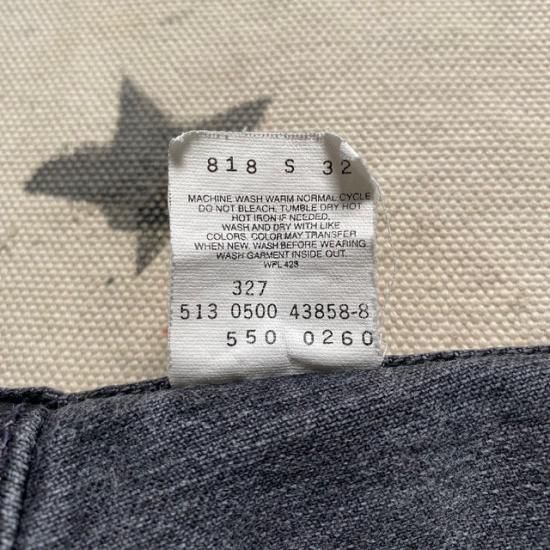 818 S 32
MACHINE WASH WARM NORMAL CYCLE
DO NOT BLEACH. TUMBLE DRY HOT
HOT IRON IF NEEDED.
WASH AND DRY WITH LIKE
COLORS. COLOR MAY TRANSFER
WHEN NEW. WASH BEFORE WEARING
WASH GARMENT INSIDE OUT.
WPL 423
327
513 0500 43858-8
550 0260